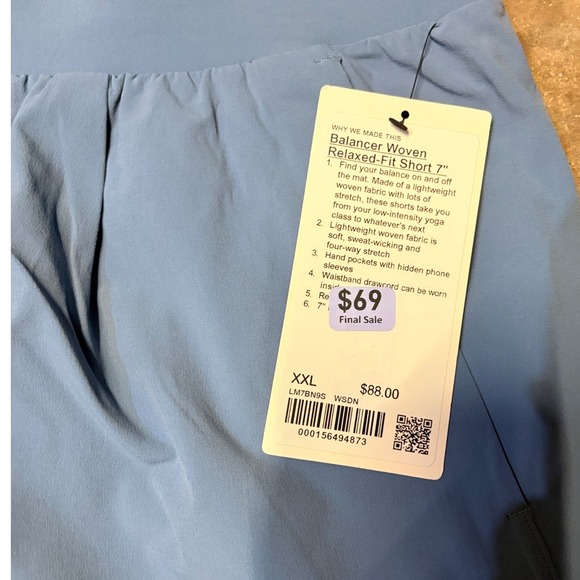 WHY WE MADE THIS
Balancer Woven
Relaxed-Fit Short 7"
1. Find your balance on and off
the mat. Made of a lightweight
woven fabric with lots of
stretch, these shorts take you
from your low-intensity yoga
class to whatever's next
2. Lightweight woven fabric is
soft, sweat-wicking and
four-way stretch
3. Hand pockets with hidden phone
sleeves
4. Waistband drawcord can be worn
5.
6. 7"
$69
Final Sale
XXL $88.00
LM7BN9S WSDN
000156494873